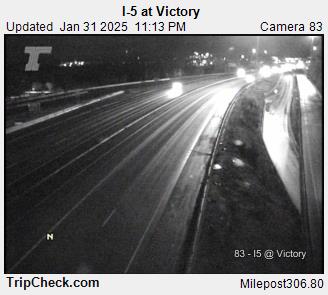 I-5 at Victory
Updated  Jan 31 2025  11:13 PM
Camera 83
T
N
83 - I5 @ Victory
TripCheck.com
Milepost306.80